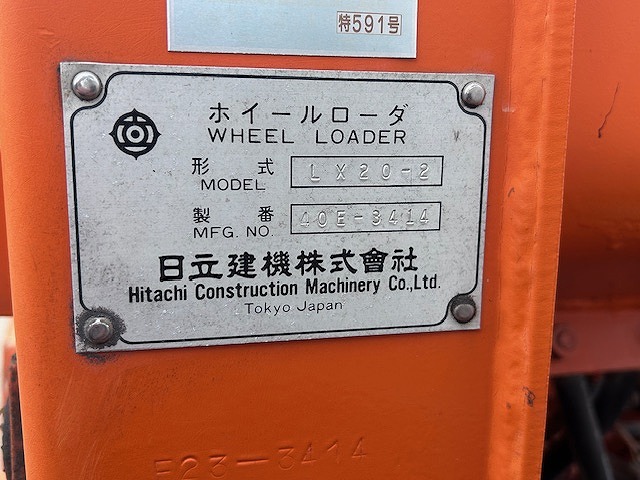 特591号
ホイールローダ
WHEEL LOADER
形式 LX20-2
MODEL
製番 40E-3414
MFG. NO.
日立建機株式會社
Hitachi Construction Machinery Co.,Ltd.
Tokyo Japan
E23-3414